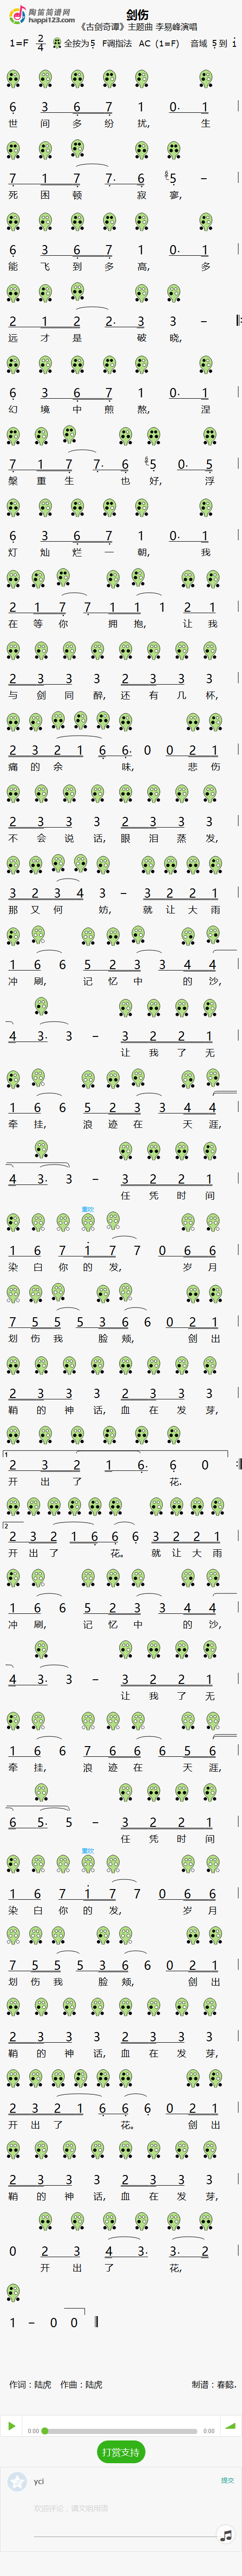 陶笛简谱网
happi123.com
剑伤
《古剑奇谭》主题曲 李易峰演唱
1=F 2/4 全按为5 F调指法 AC (1=F) 音域 5到 i
6 3 6 7 1 0. 1
世 间 多 纷 扰, 生
7 1 7 7. 6 5 –
死 困 顿 寂 寥,
6 3 6 7 1 0. 1
能 飞 到 多 高, 多
2 1 2 2. 3 3 –
远 才 是 破 晓,
6 3 6 7 1 0. 1
幻 境 中 煎 熬, 涅
7 1 7 7. 6 5 0. 5
槃 重 生 也 好, 浮
6 3 6 7 1 0. 1
灯 灿 烂 一 朝, 我
2 1 7 7 1 1 1 2 1
在 等 你 拥 抱, 让 我
2 3 3 3 2 3 3 3
与 剑 同 醉, 还 有 几 杯,
2 3 2 1 6 6. 0 0 2 1
痛 的 余 味, 悲 伤
2 3 3 3 2 3 3 3
不 会 说 话, 眼 泪 蒸 发,
3 2 3 4 3 – 3 2 2 1
那 又 何 妨, 就 让 大 雨
1 6 6 5 2 3 3 4 4
冲 刷, 记 忆 中 的 沙,
4 3. 3 – 3 2 2 1
让 我 了 无
1 6 6 5 2 3 3 4 4
牵 挂, 浪 迹 在 天 涯,
4 3. 3 – 3 2 2 1
任 凭 时 间
重吹
1 6 7 1 7 7 0 6 6
染 白 你 的 发, 岁 月
7 5 5 5 3 6 6 0 2 1
划 伤 我 脸 颊, 剑 出
2 3 3 3 2 3 3 3
鞘 的 神 话, 血 在 发 芽,
1
2 3 2 1 6. 6 0
开 出 了 花.
2
2 3 2 1 6 6 6 3 2 2 1
开 出 了 花。 就 让 大 雨
1 6 6 5 2 3 3 4 4
冲 刷, 记 忆 中 的 沙,
4 3. 3 – 3 2 2 1
让 我 了 无
1 6 6 7 6 6 6 5 6
牵 挂, 浪 迹 在 天 涯,
6 5. 5 – 3 2 2 1
任 凭 时 间
重吹
1 6 7 1 7 7 0 6 6
染 白 你 的 发, 岁 月
7 5 5 5 3 6 6 0 2 1
划 伤 我 脸 颊, 剑 出
2 3 3 3 2 3 3 3
鞘 的 神 话, 血 在 发 芽,
2 3 2 1 6 6 6 0 2 1
开 出 了 花。 剑 出
2 3 3 3 2 3 3 3
鞘 的 神 话, 血 在 发 芽,
0 2 3 4 3. 3. 2
开 出 了 花,
1 – 0 0
作词：陆虎 作曲：陆虎 制谱：春懿.
0:00 0:00
打赏支持
ycl 提交
欢迎评论，请文明用语